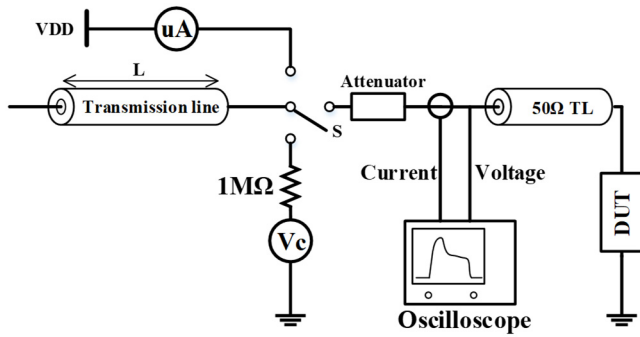 VDD
uA
L
Transmission line
S
Attenuator
50Ω TL
1MΩ
Current
Voltage
DUT
Vc
Oscilloscope